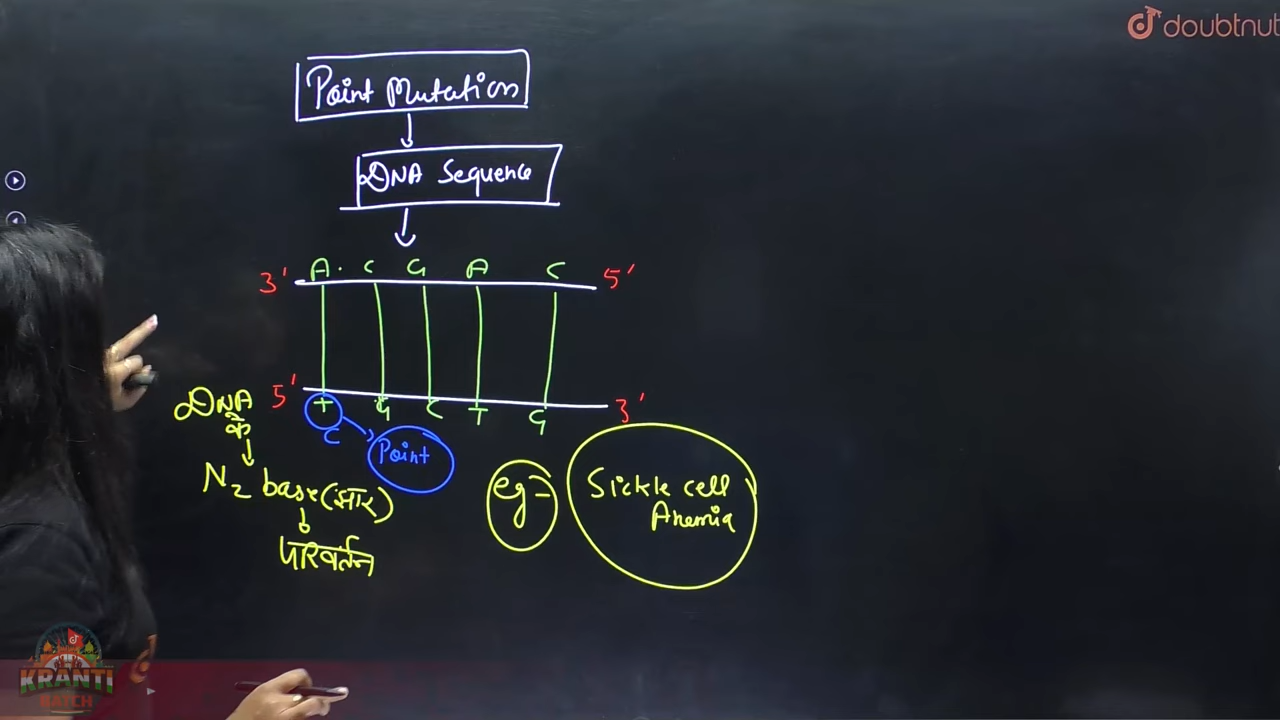 doubtnut
Point Mutation
DNA Sequence
3' A. C G A C 5'
5' T G C T G 3'
C
Point
DNA
के
N2 base (क्षार)
परिवर्तन
eg =
Sickle cell
Anemia
KRANTI
BATCH